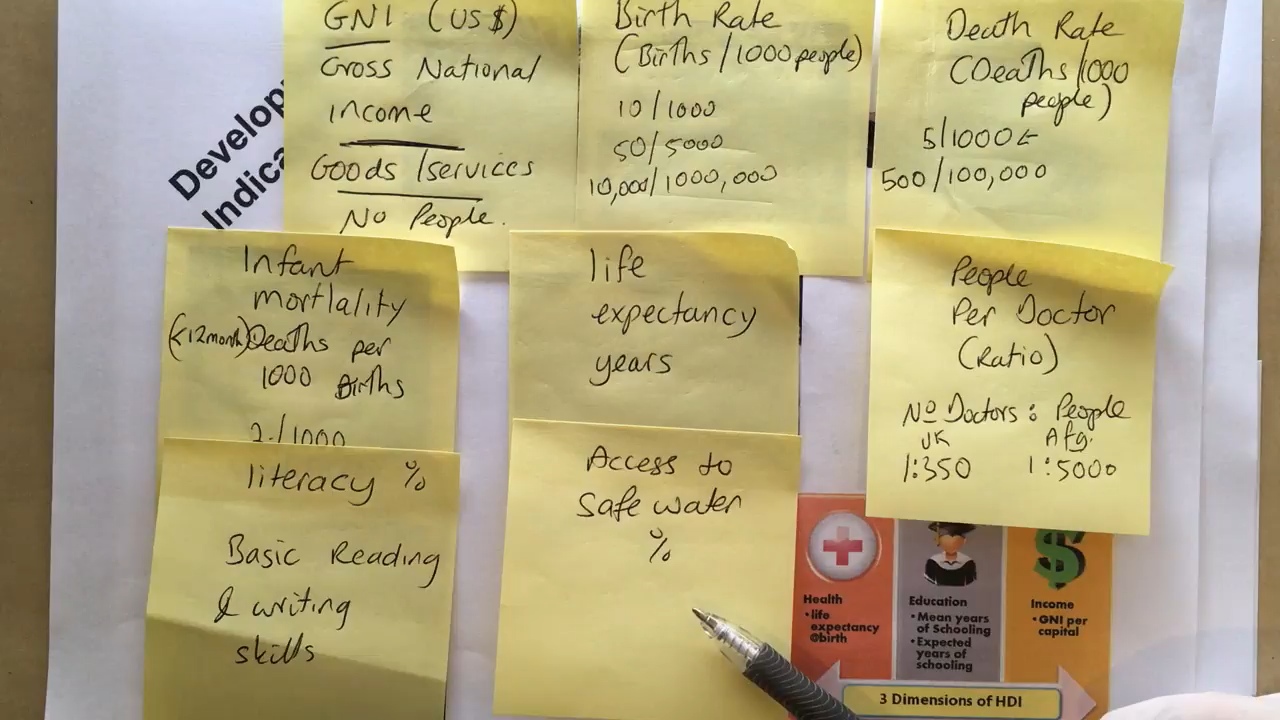 Develop
Indica
GNI (US $)
Gross National
income
Goods /services
No People.
Birth Rate
(Births/1000 people)
10/1000
50/5000
10,000/1000,000
Death Rate
(Deaths/1000
people)
5/1000
500/100,000
Infant
mortlality
(<12month) Deaths per
1000 Births
2/1000
life
expectancy
years
People
Per Doctor
(Ratio)
No Doctors : People
UK Afg.
1:350 1:5000
literacy %
Basic Reading
& writing
skills
Access to
safe water
%
Health
• life
expectancy
@birth
Education
• Mean years
of Schooling
• Expected
years of
schooling
Income
• GNI per
capital
3 Dimensions of HDI